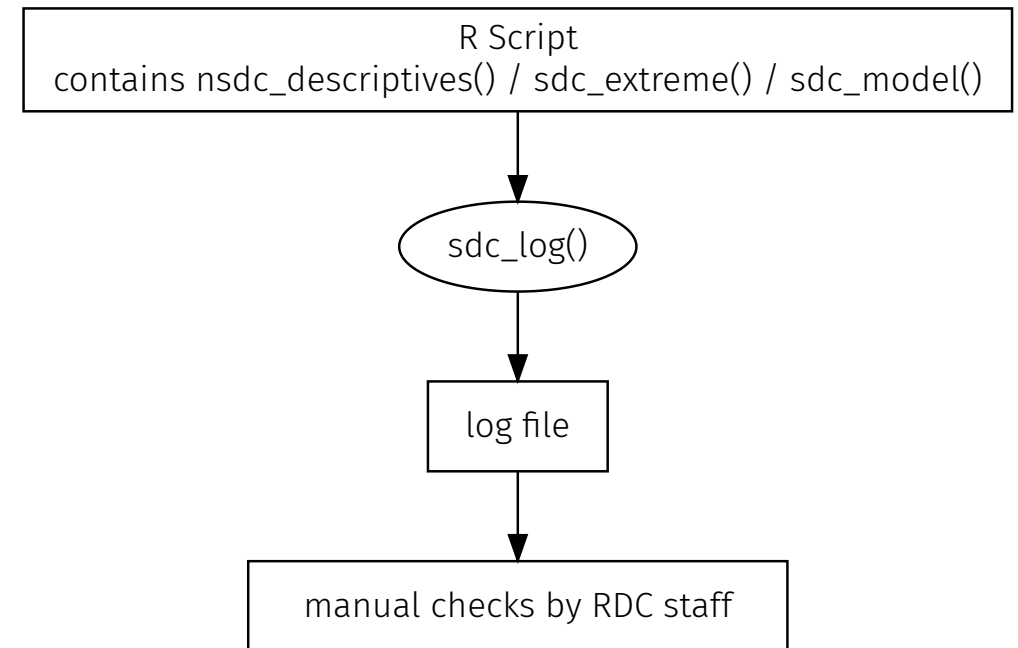 R Script
contains nsdc_descriptives() / sdc_extreme() / sdc_model()
sdc_log()
log file
manual checks by RDC staff